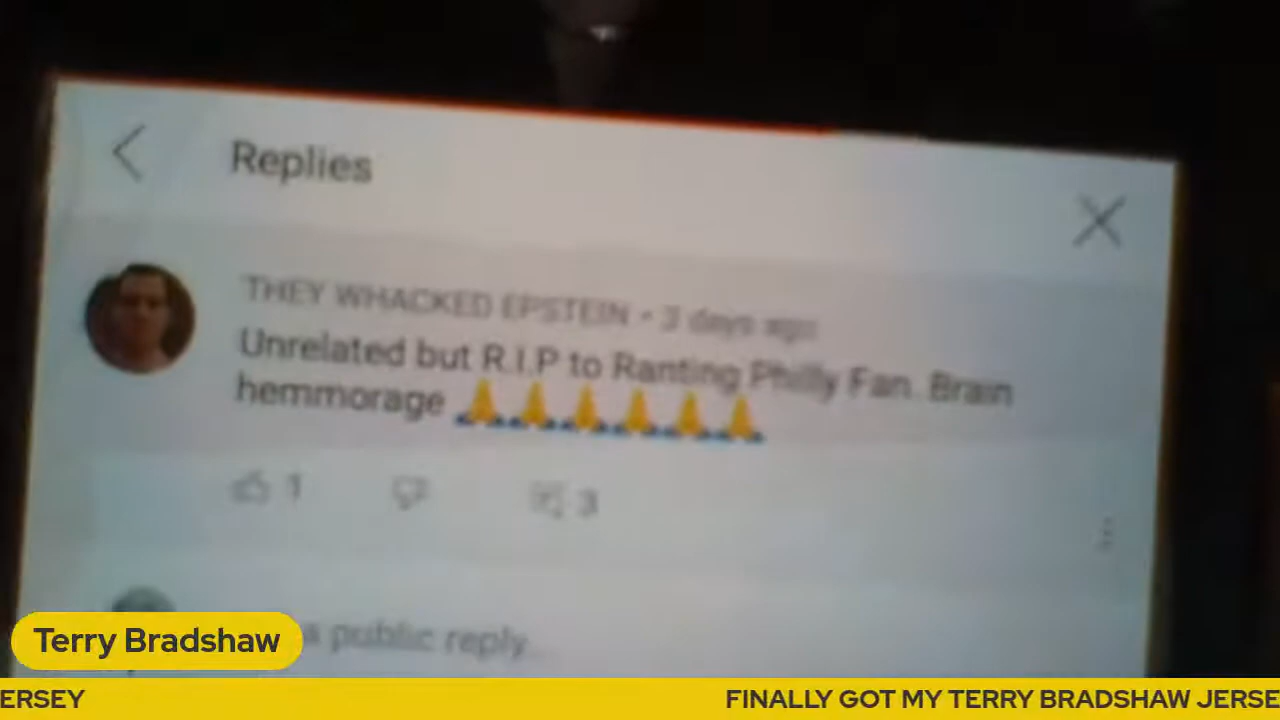 Replies
THEY WHACKED EPSTEIN • 3 days ago
Unrelated but R.I.P to Ranting Philly Fan. Brain
hemmorage 🙏🙏🙏🙏🙏🙏
1
3
a public reply...
Terry Bradshaw
ERSEY
FINALLY GOT MY TERRY BRADSHAW JERSE